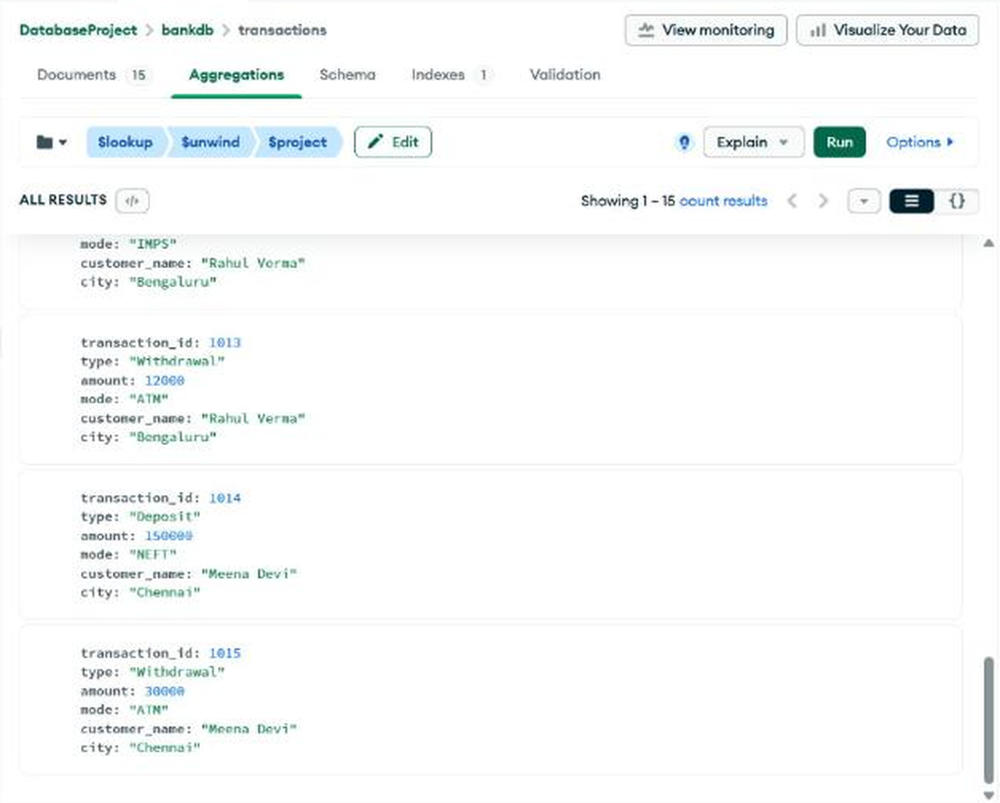 DatabaseProject > bankdb > transactions
View monitoring
Visualize Your Data
Documents 15 Aggregations Schema Indexes 1 Validation
$lookup $unwind $project Edit Explain Run Options
ALL RESULTS </> Showing 1 – 15 count results < > {}
mode: "IMPS"
customer_name: "Rahul Verma"
city: "Bengaluru"
transaction_id: 1013
type: "Withdrawal"
amount: 12000
mode: "ATM"
customer_name: "Rahul Verma"
city: "Bengaluru"
transaction_id: 1014
type: "Deposit"
amount: 150000
mode: "NEFT"
customer_name: "Meena Devi"
city: "Chennai"
transaction_id: 1015
type: "Withdrawal"
amount: 30000
mode: "ATM"
customer_name: "Meena Devi"
city: "Chennai"